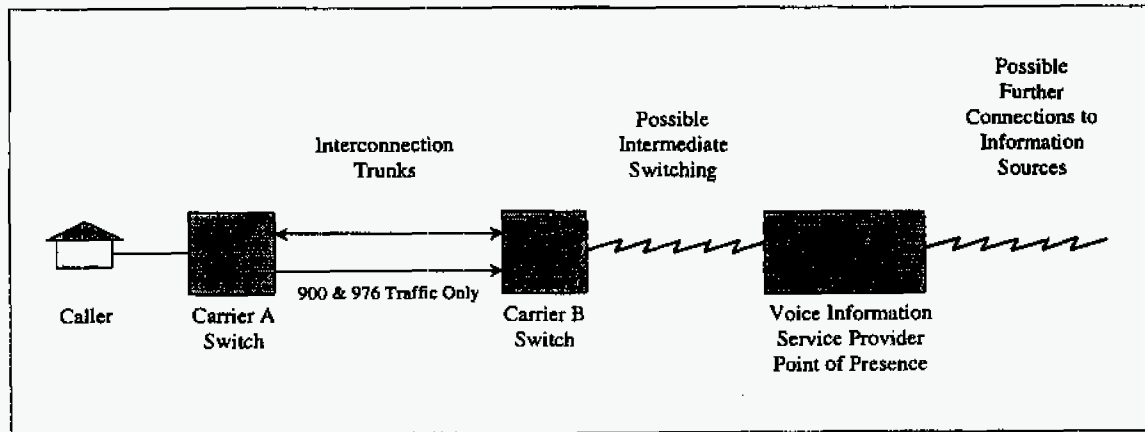 Possible
Further
Connections to
Information
Sources
Possible
Intermediate
Switching
Interconnection
Trunks
900 & 976 Traffic Only
Caller
Carrier A
Switch
Carrier B
Switch
Voice Information
Service Provider
Point of Presence